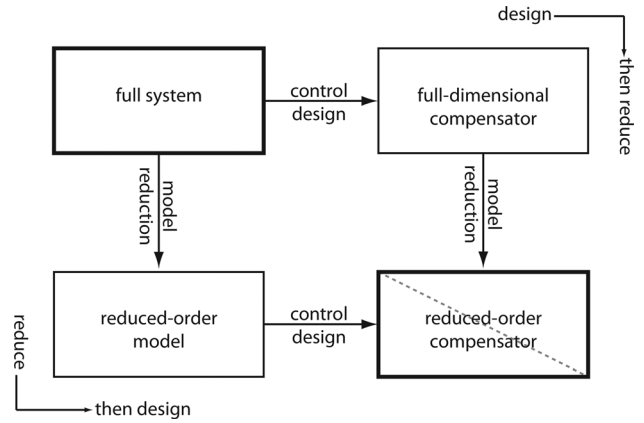 design
then reduce
full system
control
design
full-dimensional
compensator
model
reduction
model
reduction
reduced-order
model
control
design
reduced-order
compensator
reduce
then design